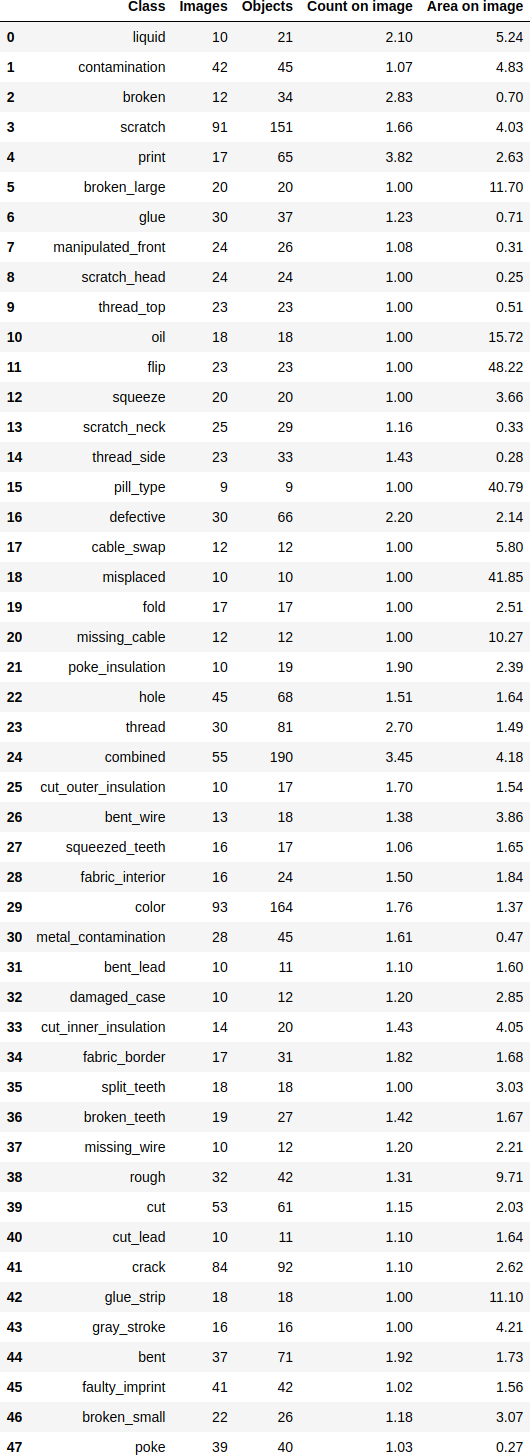 Class Images Objects Count on image Area on image
0 liquid 10 21 2.10 5.24
1 contamination 42 45 1.07 4.83
2 broken 12 34 2.83 0.70
3 scratch 91 151 1.66 4.03
4 print 17 65 3.82 2.63
5 broken_large 20 20 1.00 11.70
6 glue 30 37 1.23 0.71
7 manipulated_front 24 26 1.08 0.31
8 scratch_head 24 24 1.00 0.25
9 thread_top 23 23 1.00 0.51
10 oil 18 18 1.00 15.72
11 flip 23 23 1.00 48.22
12 squeeze 20 20 1.00 3.66
13 scratch_neck 25 29 1.16 0.33
14 thread_side 23 33 1.43 0.28
15 pill_type 9 9 1.00 40.79
16 defective 30 66 2.20 2.14
17 cable_swap 12 12 1.00 5.80
18 misplaced 10 10 1.00 41.85
19 fold 17 17 1.00 2.51
20 missing_cable 12 12 1.00 10.27
21 poke_insulation 10 19 1.90 2.39
22 hole 45 68 1.51 1.64
23 thread 30 81 2.70 1.49
24 combined 55 190 3.45 4.18
25 cut_outer_insulation 10 17 1.70 1.54
26 bent_wire 13 18 1.38 3.86
27 squeezed_teeth 16 17 1.06 1.65
28 fabric_interior 16 24 1.50 1.84
29 color 93 164 1.76 1.37
30 metal_contamination 28 45 1.61 0.47
31 bent_lead 10 11 1.10 1.60
32 damaged_case 10 12 1.20 2.85
33 cut_inner_insulation 14 20 1.43 4.05
34 fabric_border 17 31 1.82 1.68
35 split_teeth 18 18 1.00 3.03
36 broken_teeth 19 27 1.42 1.67
37 missing_wire 10 12 1.20 2.21
38 rough 32 42 1.31 9.71
39 cut 53 61 1.15 2.03
40 cut_lead 10 11 1.10 1.64
41 crack 84 92 1.10 2.62
42 glue_strip 18 18 1.00 11.10
43 gray_stroke 16 16 1.00 4.21
44 bent 37 71 1.92 1.73
45 faulty_imprint 41 42 1.02 1.56
46 broken_small 22 26 1.18 3.07
47 poke 39 40 1.03 0.27